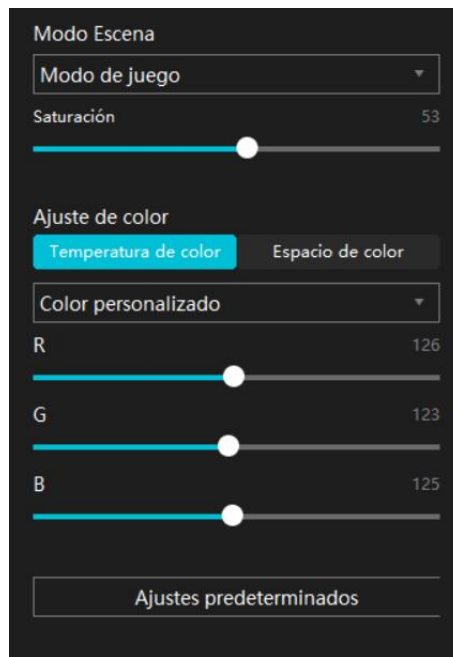 Modo Escena
Modo de juego
Saturación 53
Ajuste de color
Temperatura de color Espacio de color
Color personalizado
R 126
G 123
B 125
Ajustes predeterminados